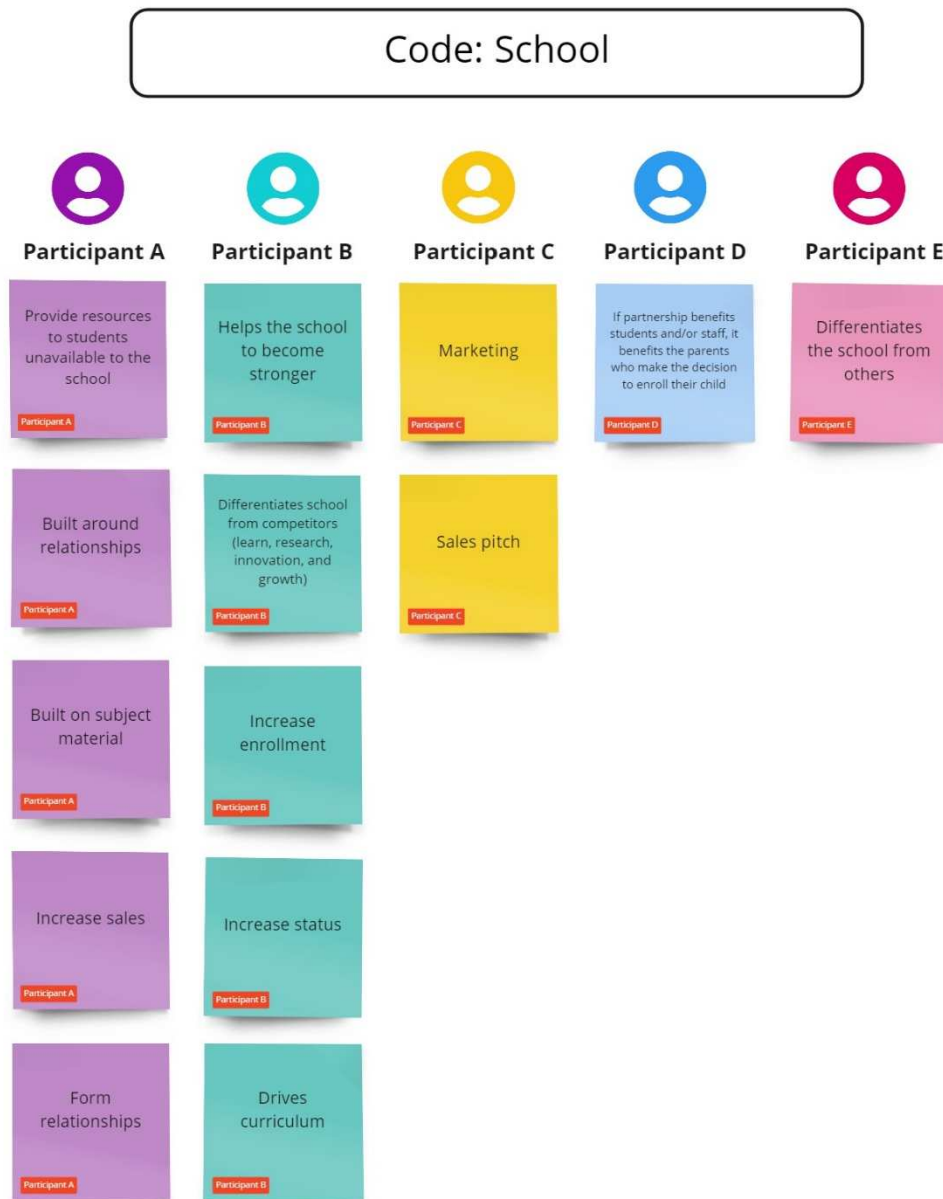 Code: School
Participant A
Participant B
Participant C
Participant D
Participant E
Provide resources
to students
unavailable to the
school
Participant A
Helps the school
to become
stronger
Participant B
Marketing
Participant C
If partnership benefits
students and/or staff, it
benefits the parents
who make the decision
to enroll their child
Participant D
Differentiates
the school from
others
Participant E
Built around
relationships
Participant A
Differentiates school
from competitors
(learn, research,
innovation, and
growth)
Participant B
Sales pitch
Participant C
Built on subject
material
Participant A
Increase
enrollment
Participant B
Increase sales
Participant A
Increase status
Participant B
Form
relationships
Participant A
Drives
curriculum
Participant B